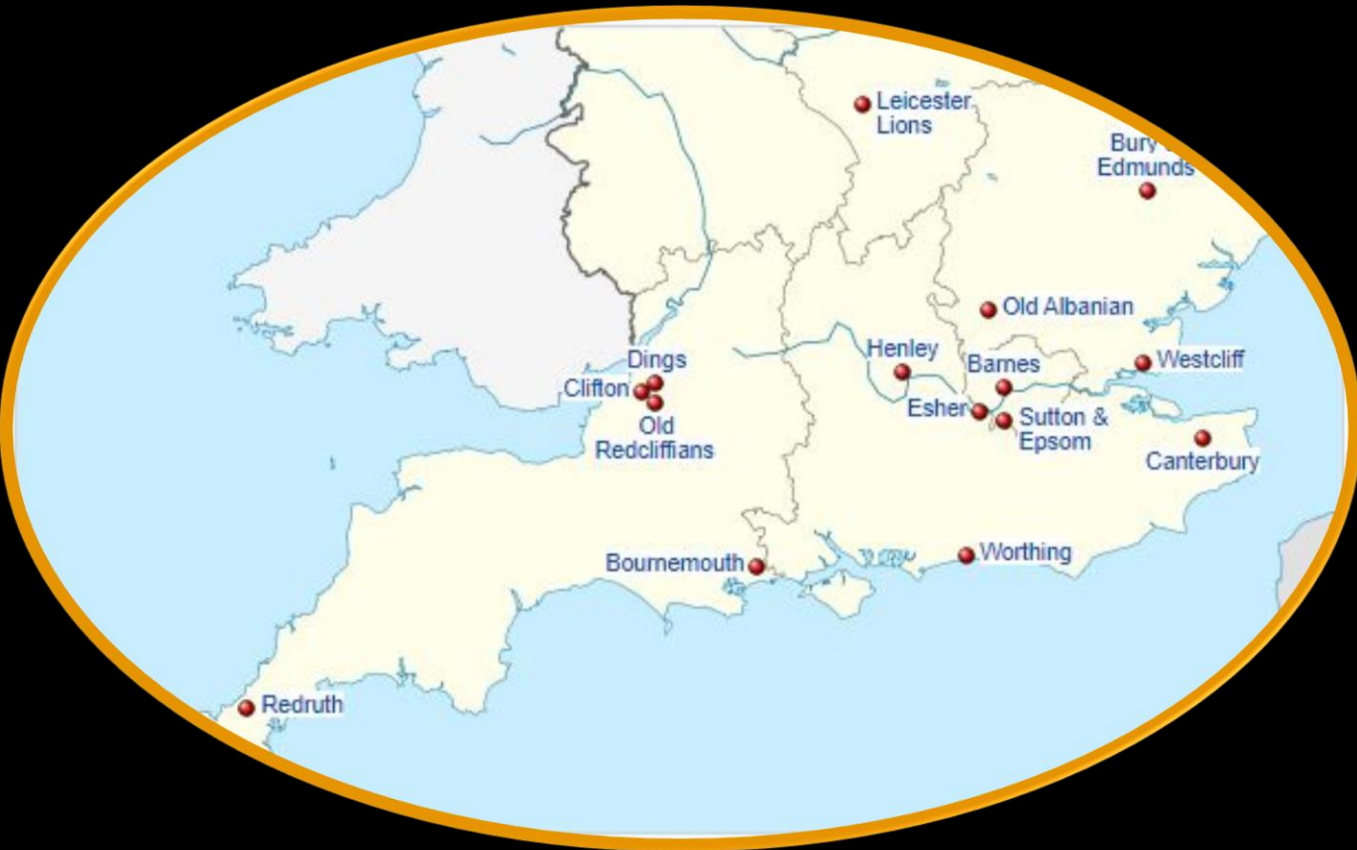 Leicester
Lions
Bury
Edmunds
Old Albanian
Dings
Henley
Barnes
Westcliff
Clifton
Esher
Old
Redcliffians
Sutton &
Epsom
Canterbury
Bournemouth
Worthing
Redruth